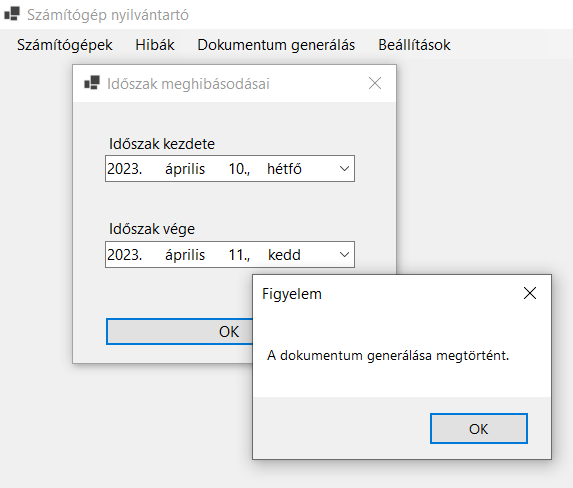 Számítógép nyilvántartó
Számítógépek Hibák Dokumentum generálás Beállítások
Időszak meghibásodásai
Időszak kezdete
2023. április 10., hétfő
Időszak vége
2023. április 11., kedd
OK
Figyelem
A dokumentum generálása megtörtént.
OK